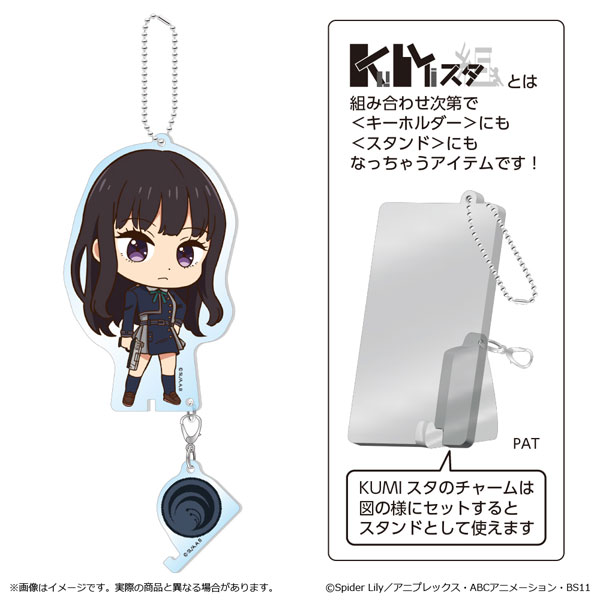 KUMiスタ 組 とは
組み合わせ次第で
＜キーホルダー＞にも
＜スタンド＞にも
なっちゃうアイテムです！
PAT
KUMIスタのチャームは
図の様にセットすると
スタンドとして使えます
※画像はイメージです。実際の商品と異なる場合があります。
©Spider Lily／アニプレックス・ABCアニメーション・BS11